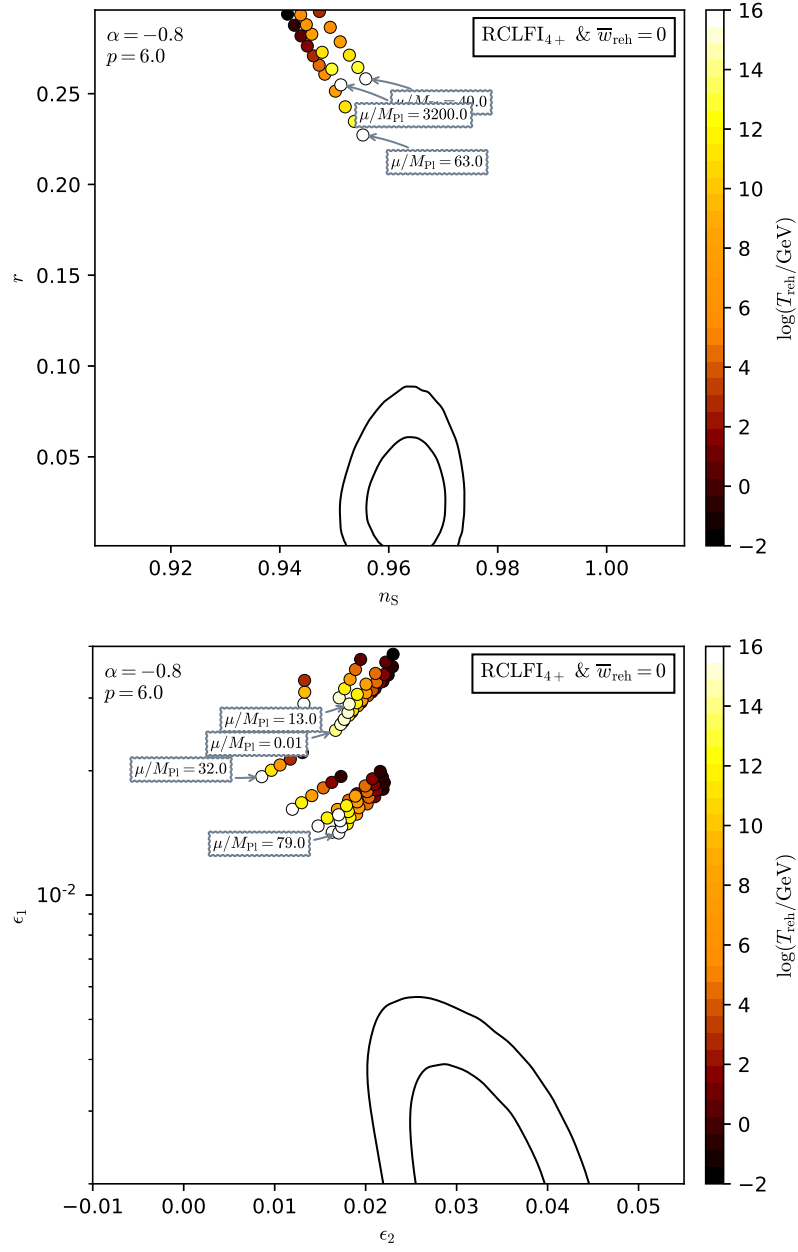 α = −0.8
p = 6.0
RCLFI4+ & w̅reh = 0
μ/MPl = 40.0
μ/MPl = 3200.0
μ/MPl = 63.0
0.25
0.20
0.15
0.10
0.05
r
0.92
0.94
0.96
0.98
1.00
nS
16
14
12
10
8
6
4
2
0
−2
log(Treh/GeV)
α = −0.8
p = 6.0
RCLFI4+ & w̅reh = 0
μ/MPl = 13.0
μ/MPl = 0.01
μ/MPl = 32.0
μ/MPl = 79.0
10-2
ϵ1
−0.01
0.00
0.01
0.02
0.03
0.04
0.05
ϵ2
16
14
12
10
8
6
4
2
0
−2
log(Treh/GeV)